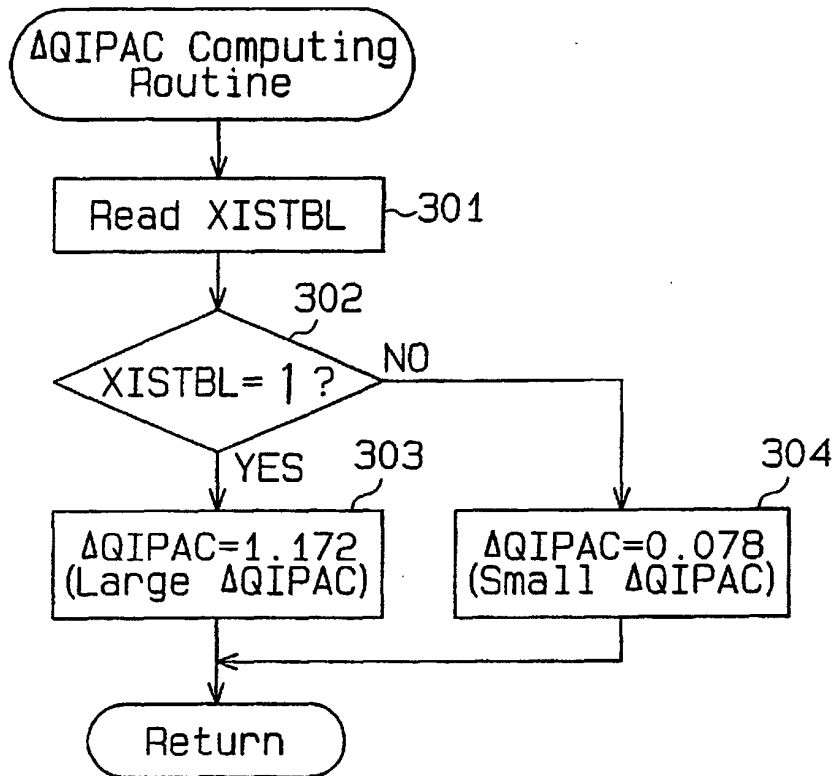 ΔQIPAC Computing
Routine
Read XISTBL
301
302
XISTBL= 1 ?
NO
YES
303
304
ΔQIPAC=1.172
(Large ΔQIPAC)
ΔQIPAC=0.078
(Small ΔQIPAC)
Return